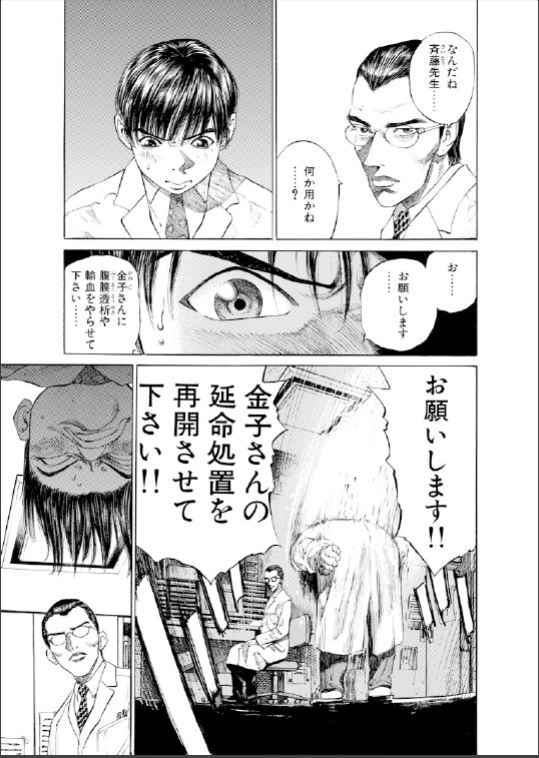 なんだね
斉藤先生……
何か用かね
……?
お……
お願いします
金子さんに
腹膜透析や
輸血をやらせて
下さい……
お願いします!!
金子さんの
延命処置を
再開させて
下さい!!